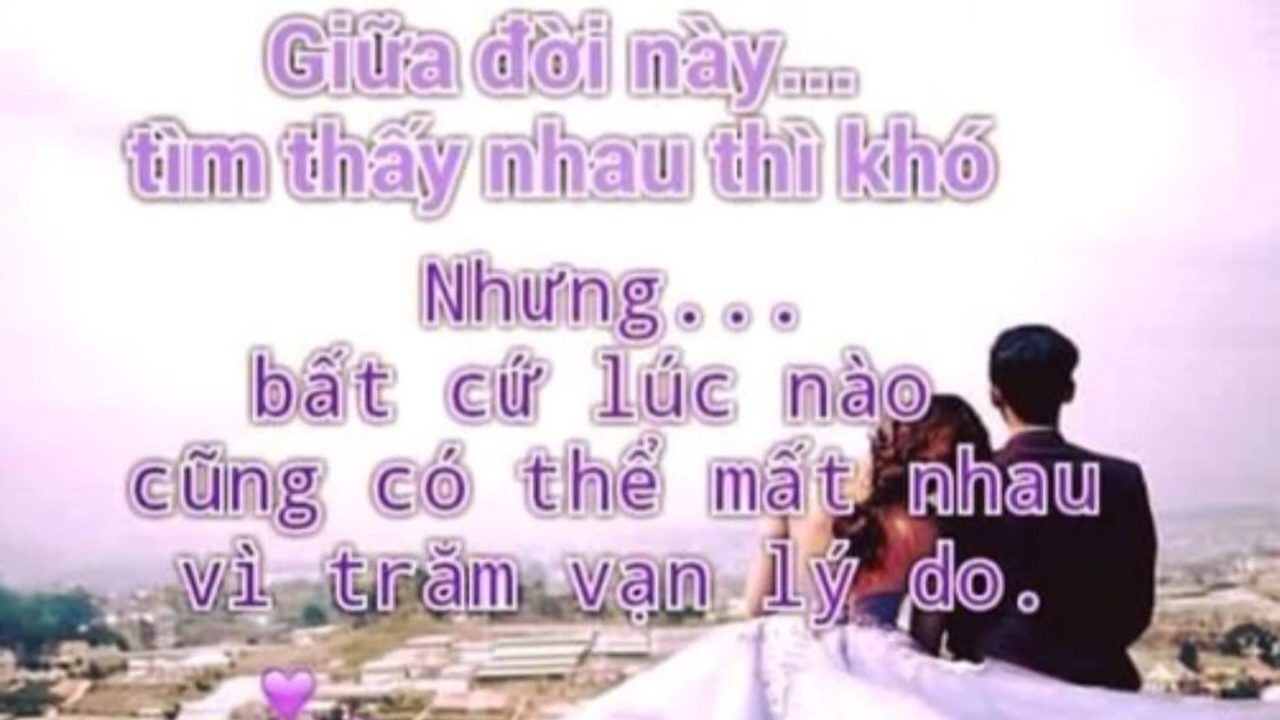 Giữa đời này...
tìm thấy nhau thì khó
Nhưng...
bất cứ lúc nào
cũng có thể mất nhau
vì trăm vạn lý do.